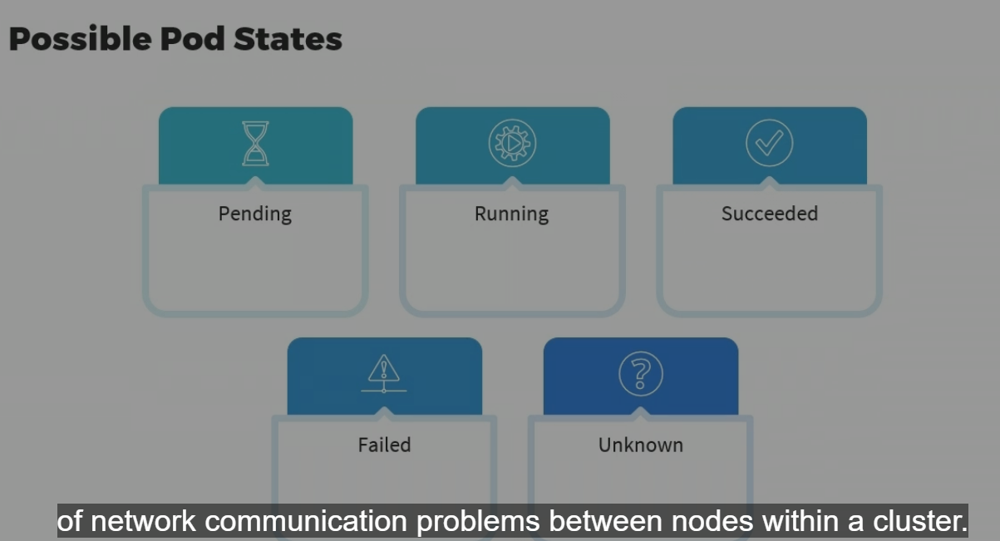 Possible Pod States
Pending
Running
Succeeded
Failed
Unknown
of network communication problems between nodes within a cluster.